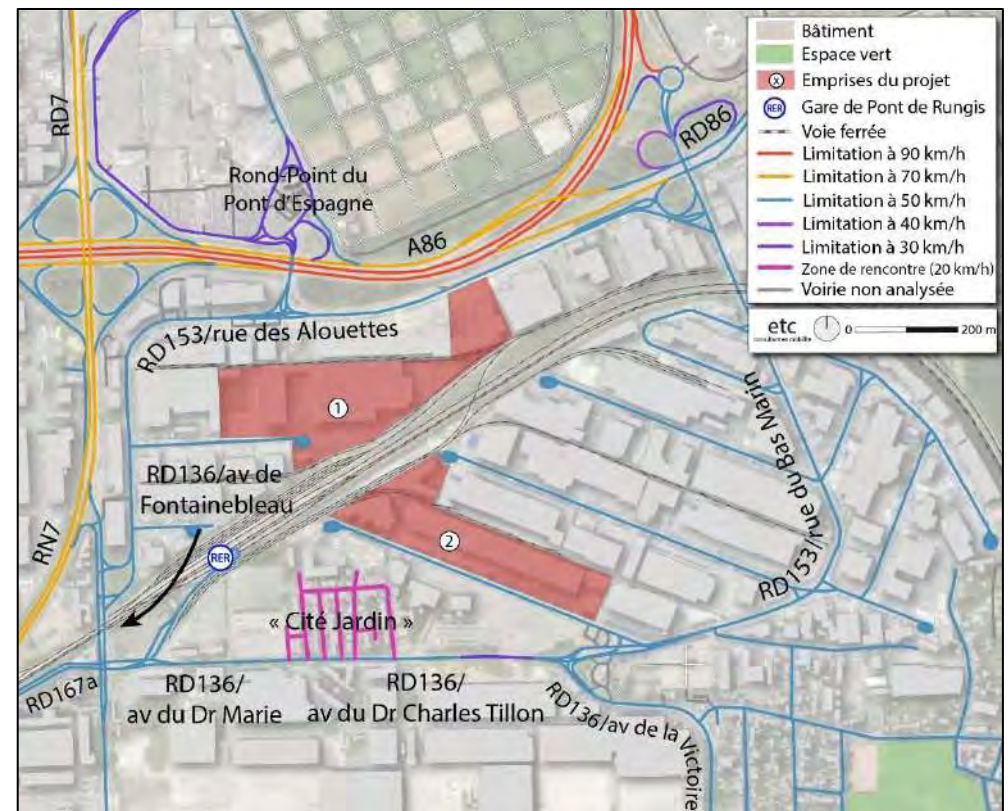 Bâtiment
Espace vert
x Emprises du projet
RER Gare de Pont de Rungis
Voie ferrée
Limitation à 90 km/h
Limitation à 70 km/h
Limitation à 50 km/h
Limitation à 40 km/h
Limitation à 30 km/h
Zone de rencontre (20 km/h)
Voirie non analysée
etc
0 200 m
RD7
RD86
Rond-Point du
Pont d'Espagne
A86
RD153/rue des Alouettes
1
RD136/av de
Fontainebleau
RN7
RER
2
RD153/rue du Bas Marin
« Cité Jardin »
RD167a
RD136/
av du Dr Marie
RD136/
av du Dr Charles Tillon
RD136/av de la Victoire